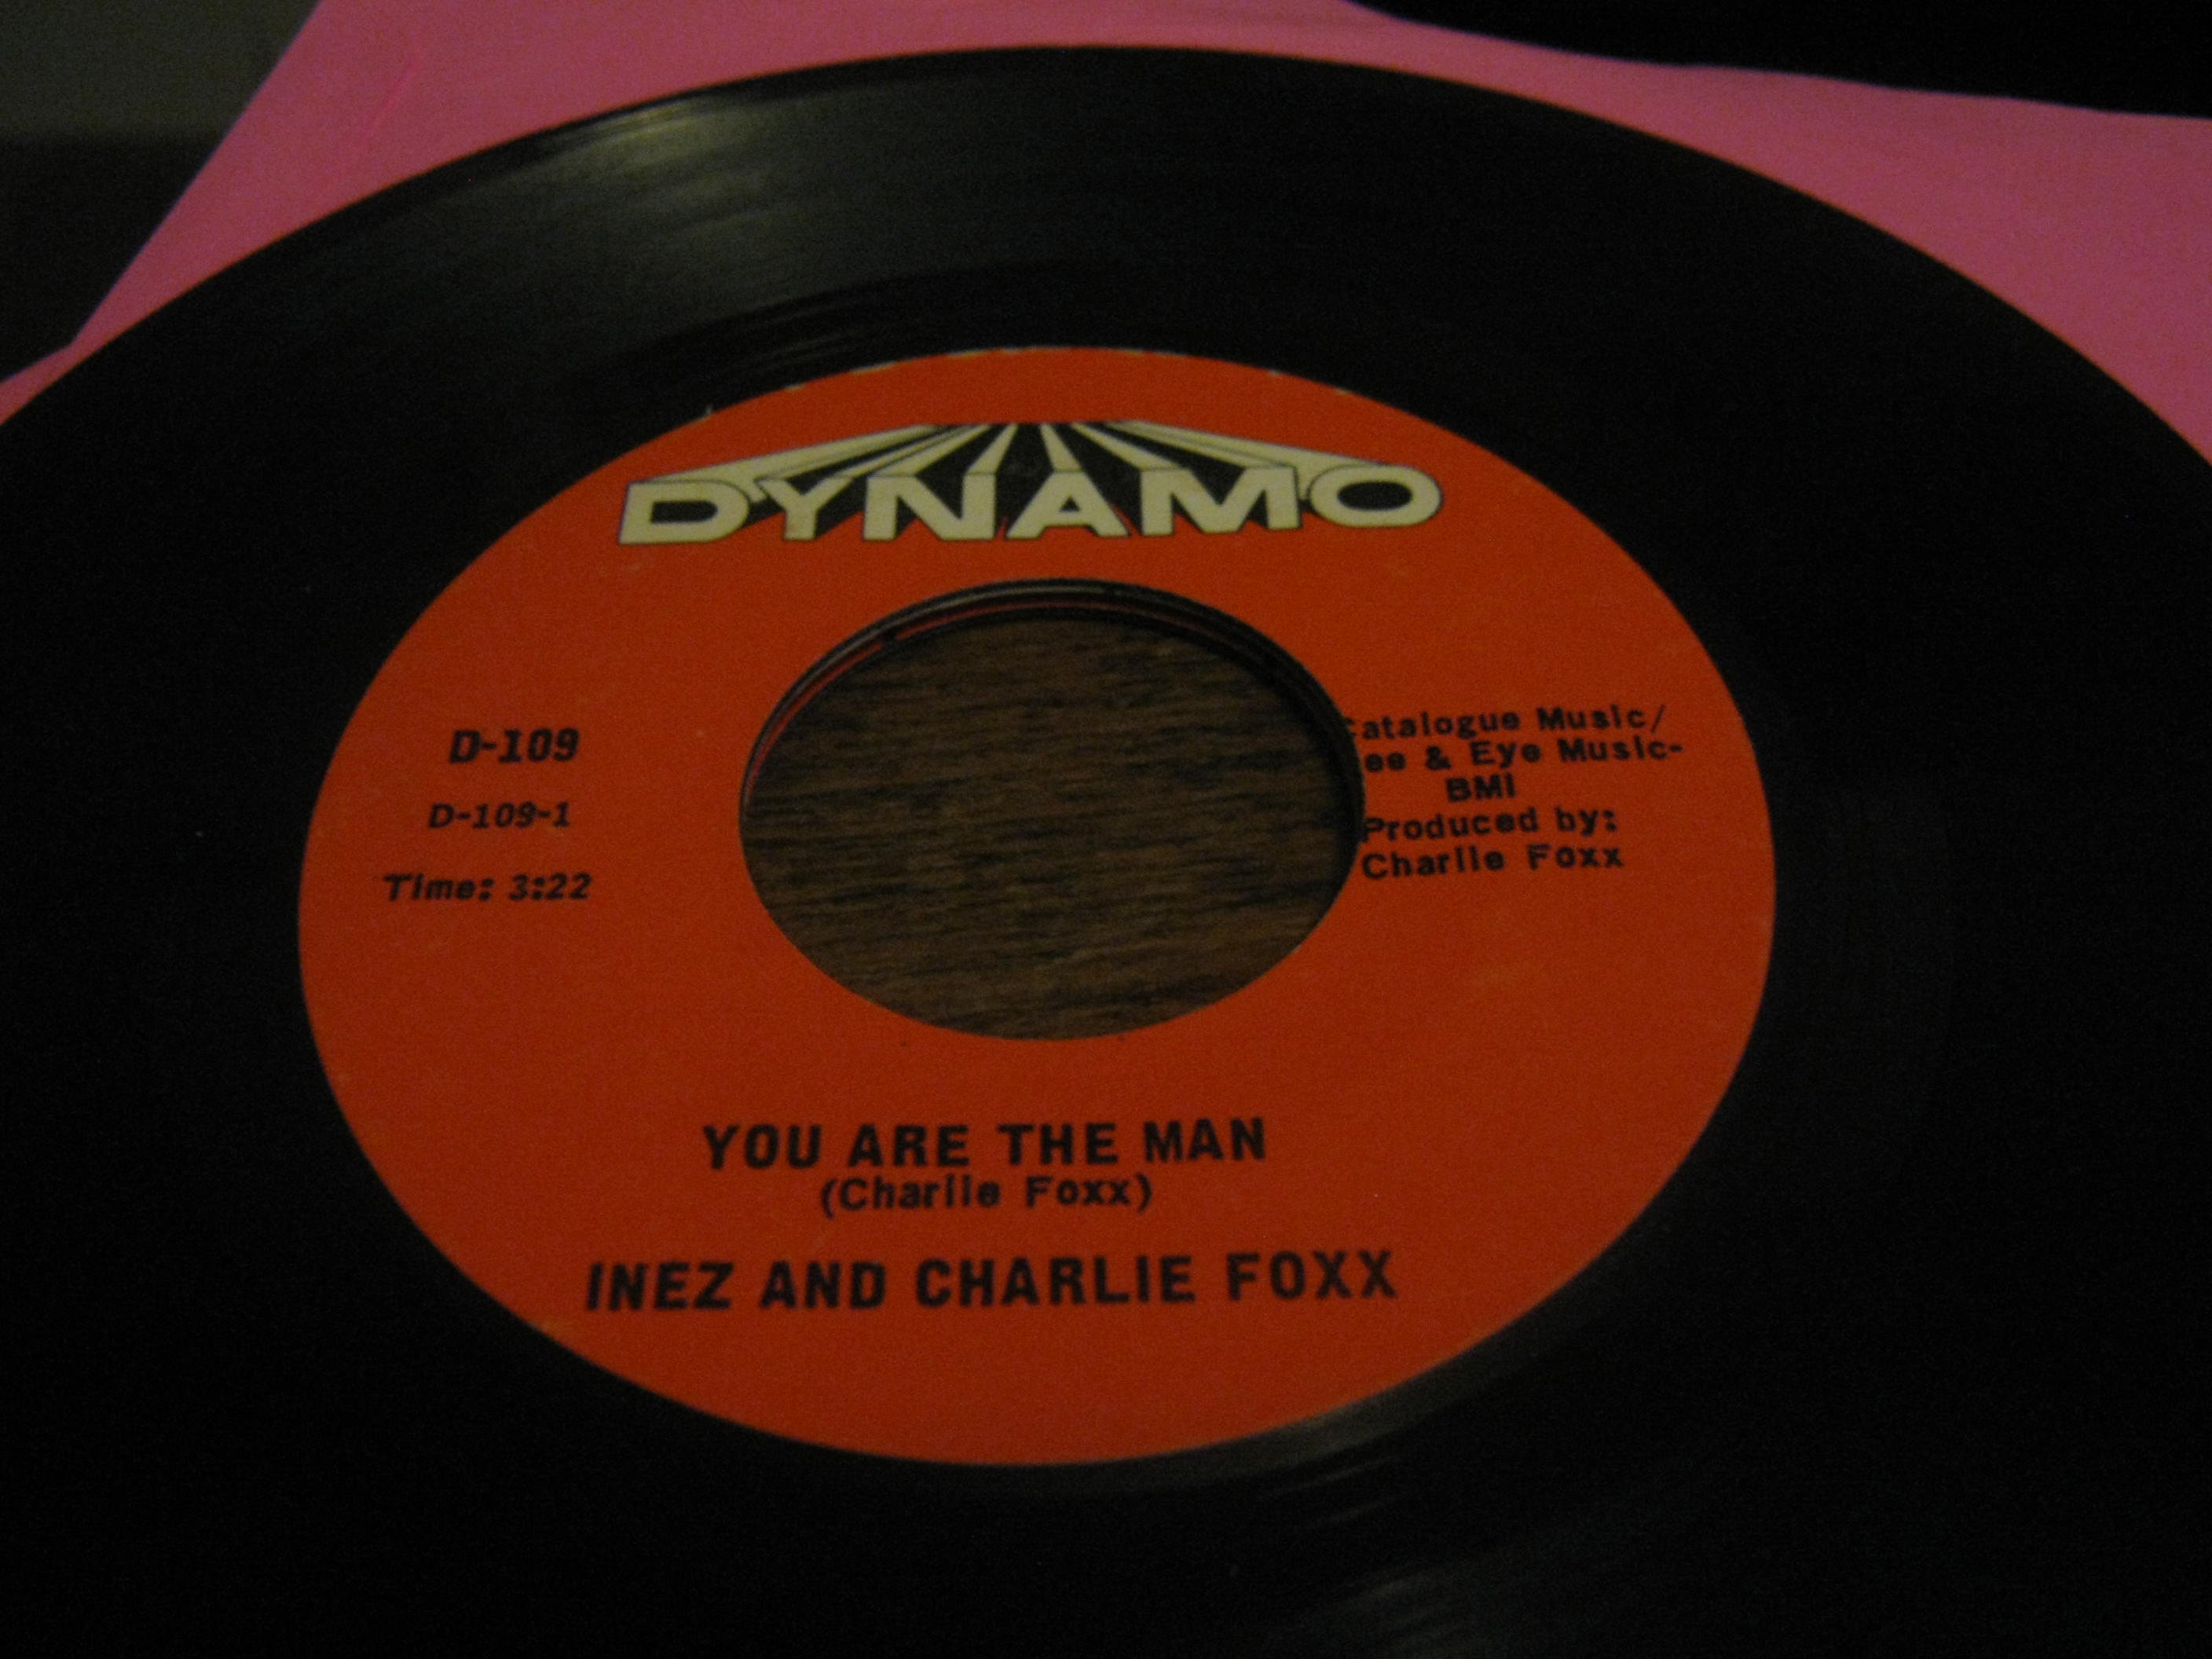 DYNAMO
D-109
D-109-1
Time: 3:22
Catalogue Music/
ee & Eye Music-
BMI
Produced by:
Charlie Foxx
YOU ARE THE MAN
(Charlie Foxx)
INEZ AND CHARLIE FOXX